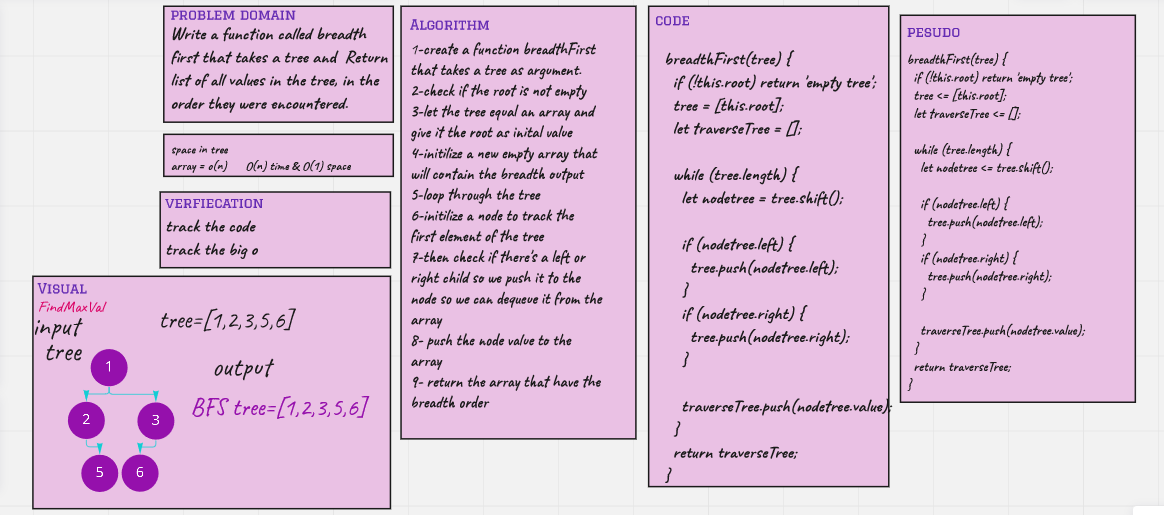 PROBLEM DOMAIN
Write a function called breadth
first that takes a tree and Return
list of all values in the tree, in the
order they were encountered.
space in tree
array = o(n) O(n) time & O(1) space
VERFIECATION
track the code
track the big o
VISUAL
FindMaxVal
input
tree
tree=[1,2,3,5,6]
output
BFS tree=[1,2,3,5,6]
1
2
3
5
6
ALGORITHM
1-create a function breadthFirst
that takes a tree as argument.
2-check if the root is not empty
3-let the tree equal an array and
give it the root as inital value
4-initilize a new empty array that
will contain the breadth output
5-loop through the tree
6-initilize a node to track the
first element of the tree
7-then check if there's a left or
right child so we push it to the
node so we can dequeue it from the
array
8- push the node value to the
array
9- return the array that have the
breadth order
CODE
breadthFirst(tree) {
if (!this.root) return 'empty tree';
tree = [this.root];
let traverseTree = [];
while (tree.length) {
let nodetree = tree.shift();
if (nodetree.left) {
tree.push(nodetree.left);
}
if (nodetree.right) {
tree.push(nodetree.right);
}
traverseTree.push(nodetree.value);
}
return traverseTree;
}
PESUDO
breadthFirst(tree) {
if (!this.root) return 'empty tree';
tree <= [this.root];
let traverseTree <= [];
while (tree.length) {
let nodetree <= tree.shift();
if (nodetree.left) {
tree.push(nodetree.left);
}
if (nodetree.right) {
tree.push(nodetree.right);
}
traverseTree.push(nodetree.value);
}
return traverseTree;
}